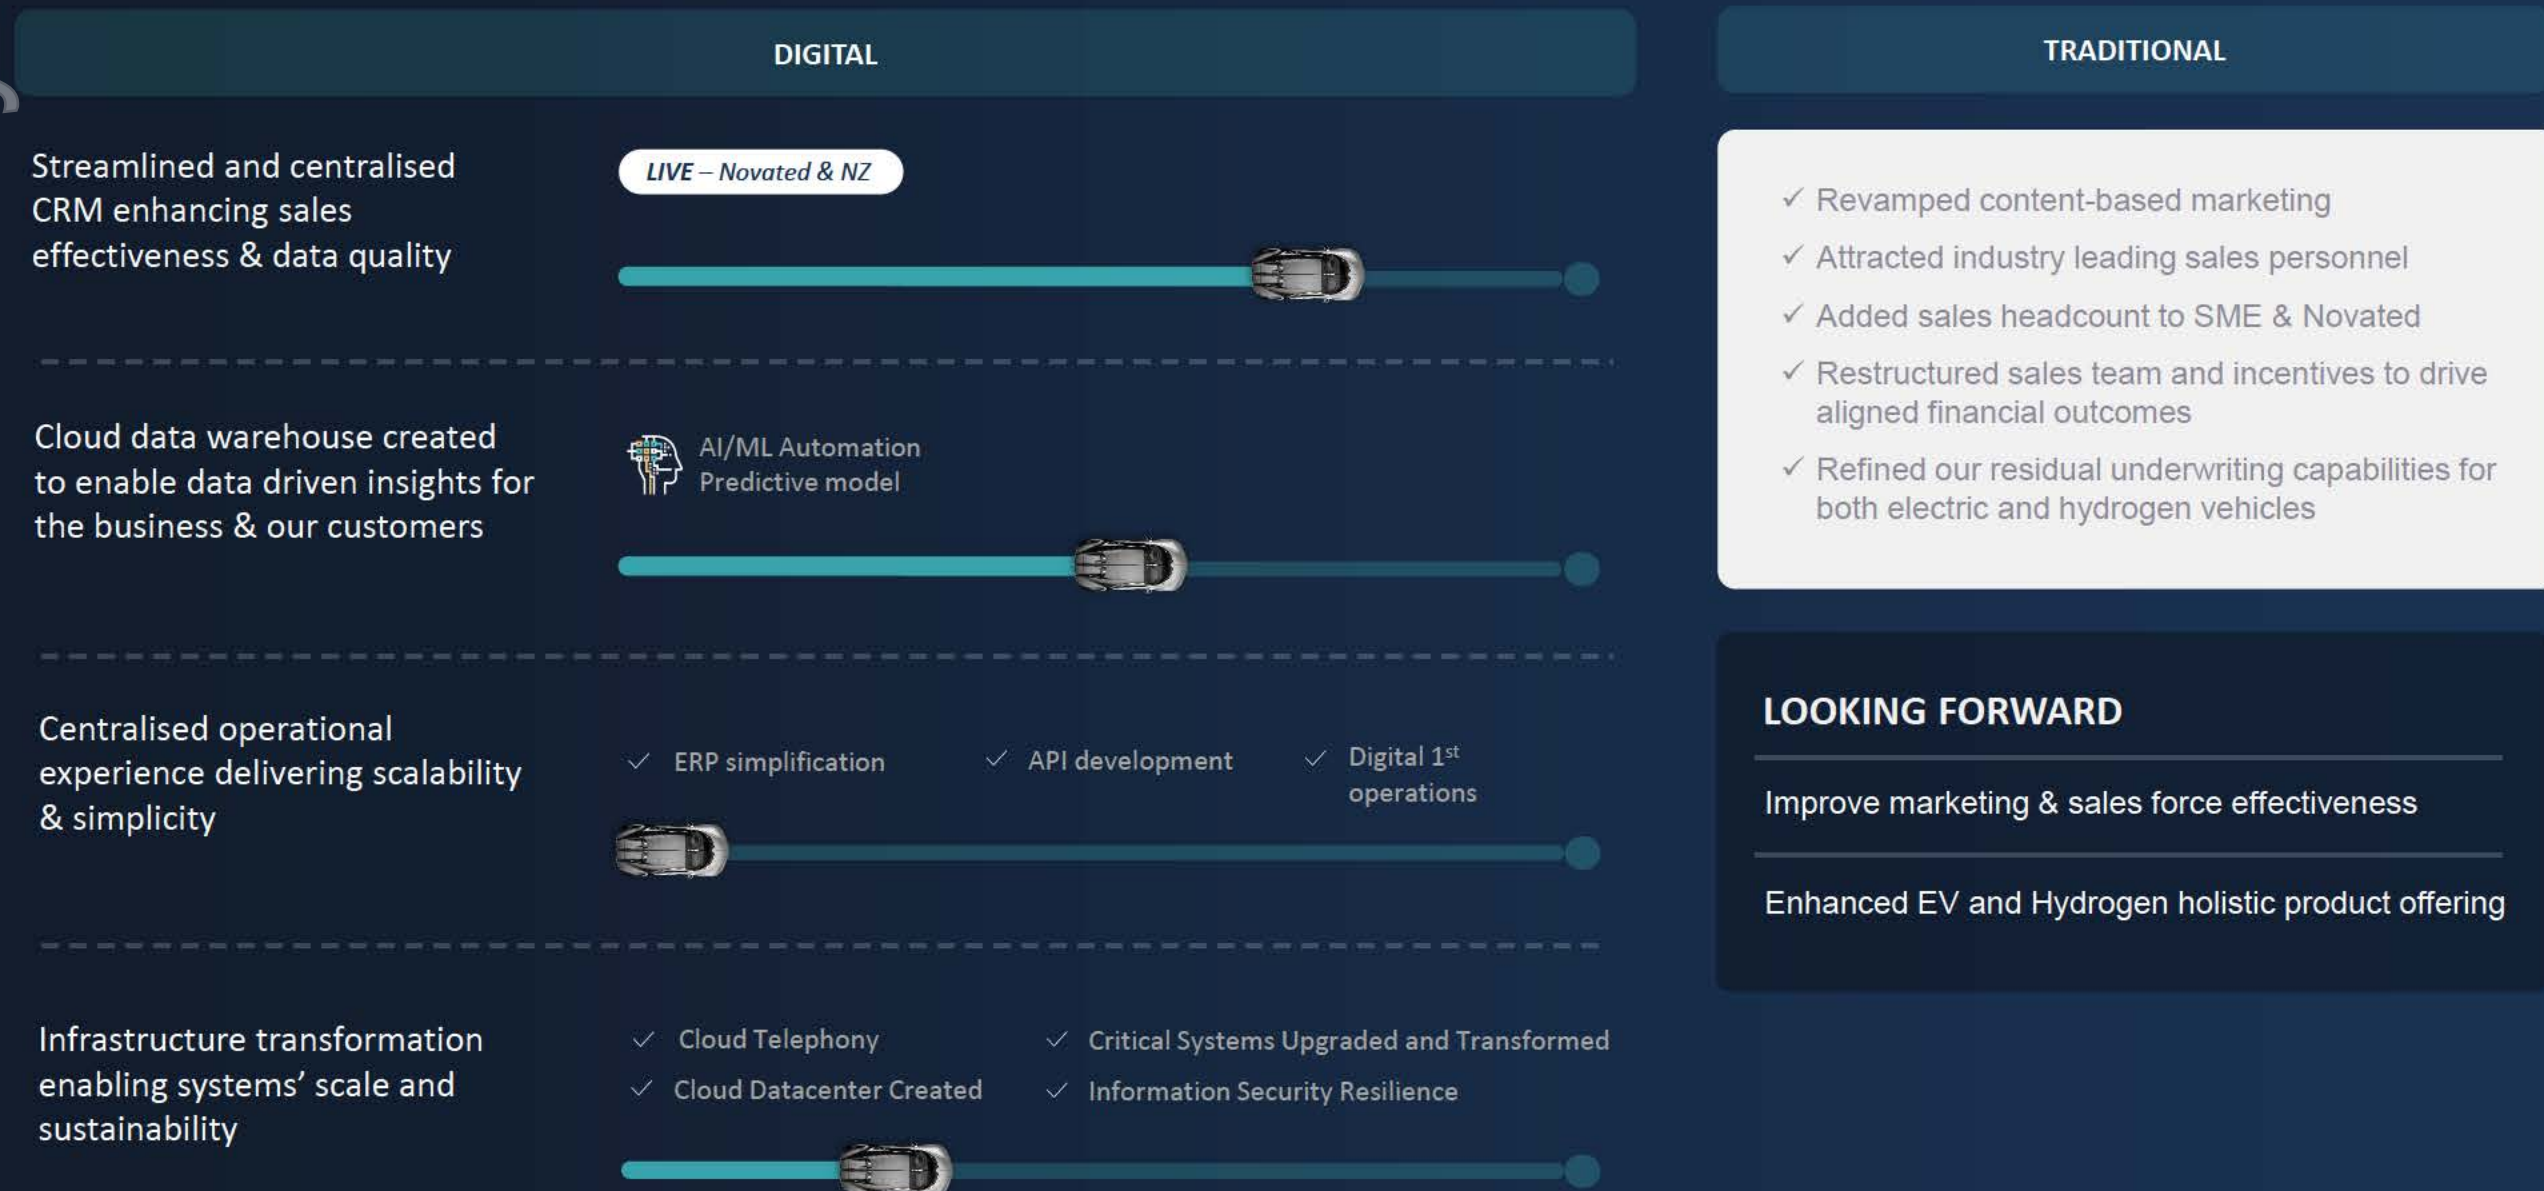 DIGITAL
Streamlined and centralised
CRM enhancing sales
effectiveness & data quality
LIVE – Novated & NZ
Cloud data warehouse created
to enable data driven insights for
the business & our customers
AI/ML Automation
Predictive model
Centralised operational
experience delivering scalability
& simplicity
✓ ERP simplification
✓ API development
✓ Digital 1st
operations
Infrastructure transformation
enabling systems’ scale and
sustainability
✓ Cloud Telephony
✓ Critical Systems Upgraded and Transformed
✓ Cloud Datacenter Created
✓ Information Security Resilience
TRADITIONAL
✓ Revamped content-based marketing
✓ Attracted industry leading sales personnel
✓ Added sales headcount to SME & Novated
✓ Restructured sales team and incentives to drive
aligned financial outcomes
✓ Refined our residual underwriting capabilities for
both electric and hydrogen vehicles
LOOKING FORWARD
Improve marketing & sales force effectiveness
Enhanced EV and Hydrogen holistic product offering